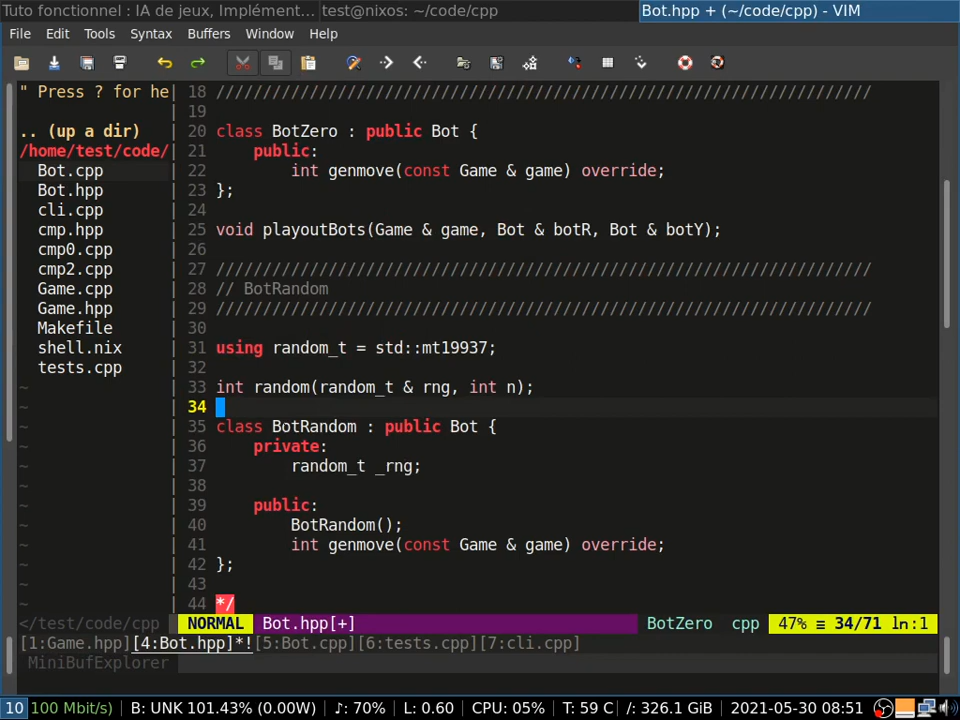 Tuto fonctionnel : IA de jeux, Implément... test@nixos: ~/code/cpp Bot.hpp + (~/code/cpp) - VIM
File Edit Tools Syntax Buffers Window Help
" Press ? for he
.. (up a dir)
/home/test/code/
Bot.cpp
Bot.hpp
cli.cpp
cmp.hpp
cmp0.cpp
cmp2.cpp
Game.cpp
Game.hpp
Makefile
shell.nix
tests.cpp
~
~
~
~
~
~
~
~
~
~
~
~
18 //////////////////////////////////////////////////////////////////////
19
20 class BotZero : public Bot {
21 public:
22 int genmove(const Game & game) override;
23 };
24
25 void playoutBots(Game & game, Bot & botR, Bot & botY);
26
27 //////////////////////////////////////////////////////////////////////
28 // BotRandom
29 //////////////////////////////////////////////////////////////////////
30
31 using random_t = std::mt19937;
32
33 int random(random_t & rng, int n);
34
35 class BotRandom : public Bot {
36 private:
37 random_t _rng;
38
39 public:
40 BotRandom();
41 int genmove(const Game & game) override;
42 };
43
44 */
</test/code/cpp NORMAL Bot.hpp[+] BotZero cpp 47% ≡ 34/71 ln:1
[1:Game.hpp][4:Bot.hpp]*![5:Bot.cpp][6:tests.cpp][7:cli.cpp]
MiniBufExplorer
10 100 Mbit/s) | B: UNK 101.43% (0.00W) | ♪: 70% | L: 0.60 | CPU: 05% | T: 59 C | /: 326.1 GiB | 2021-05-30 08:51